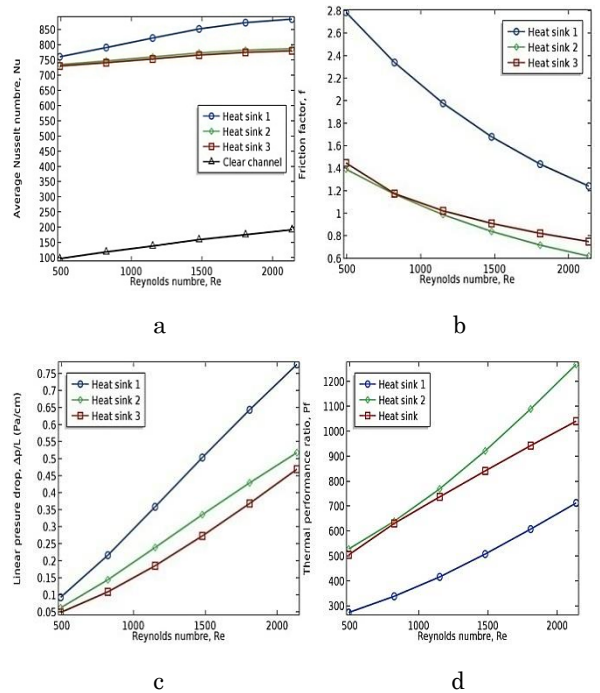 Average Nusselt numbre, Nu
850
800
750
700
650
600
550
500
450
400
350
300
250
200
150
100
Heat sink 1
Heat sink 2
Heat sink 3
Clear channel
500 1000 1500 2000
Reynolds numbre, Re
a
Friction factor, f
2.8
2.6
2.4
2.2
2
1.8
1.6
1.4
1.2
1
0.8
0.6
Heat sink 1
Heat sink 2
Heat sink 3
500 1000 1500 2000
Reynolds numbre, Re
b
Linear presure drop, Δp/L (Pa/cm)
0.75
0.7
0.65
0.6
0.55
0.5
0.45
0.4
0.35
0.3
0.25
0.2
0.15
0.1
0.05
Heat sink 1
Heat sink 2
Heat sink 3
500 1000 1500 2000
Reynolds numbre, Re
c
Thermal performance ratio, Pf
1200
1100
1000
900
800
700
600
500
400
300
Heat sink 1
Heat sink 2
Heat sink
500 1000 1500 2000
Reynolds numbre, Re
d